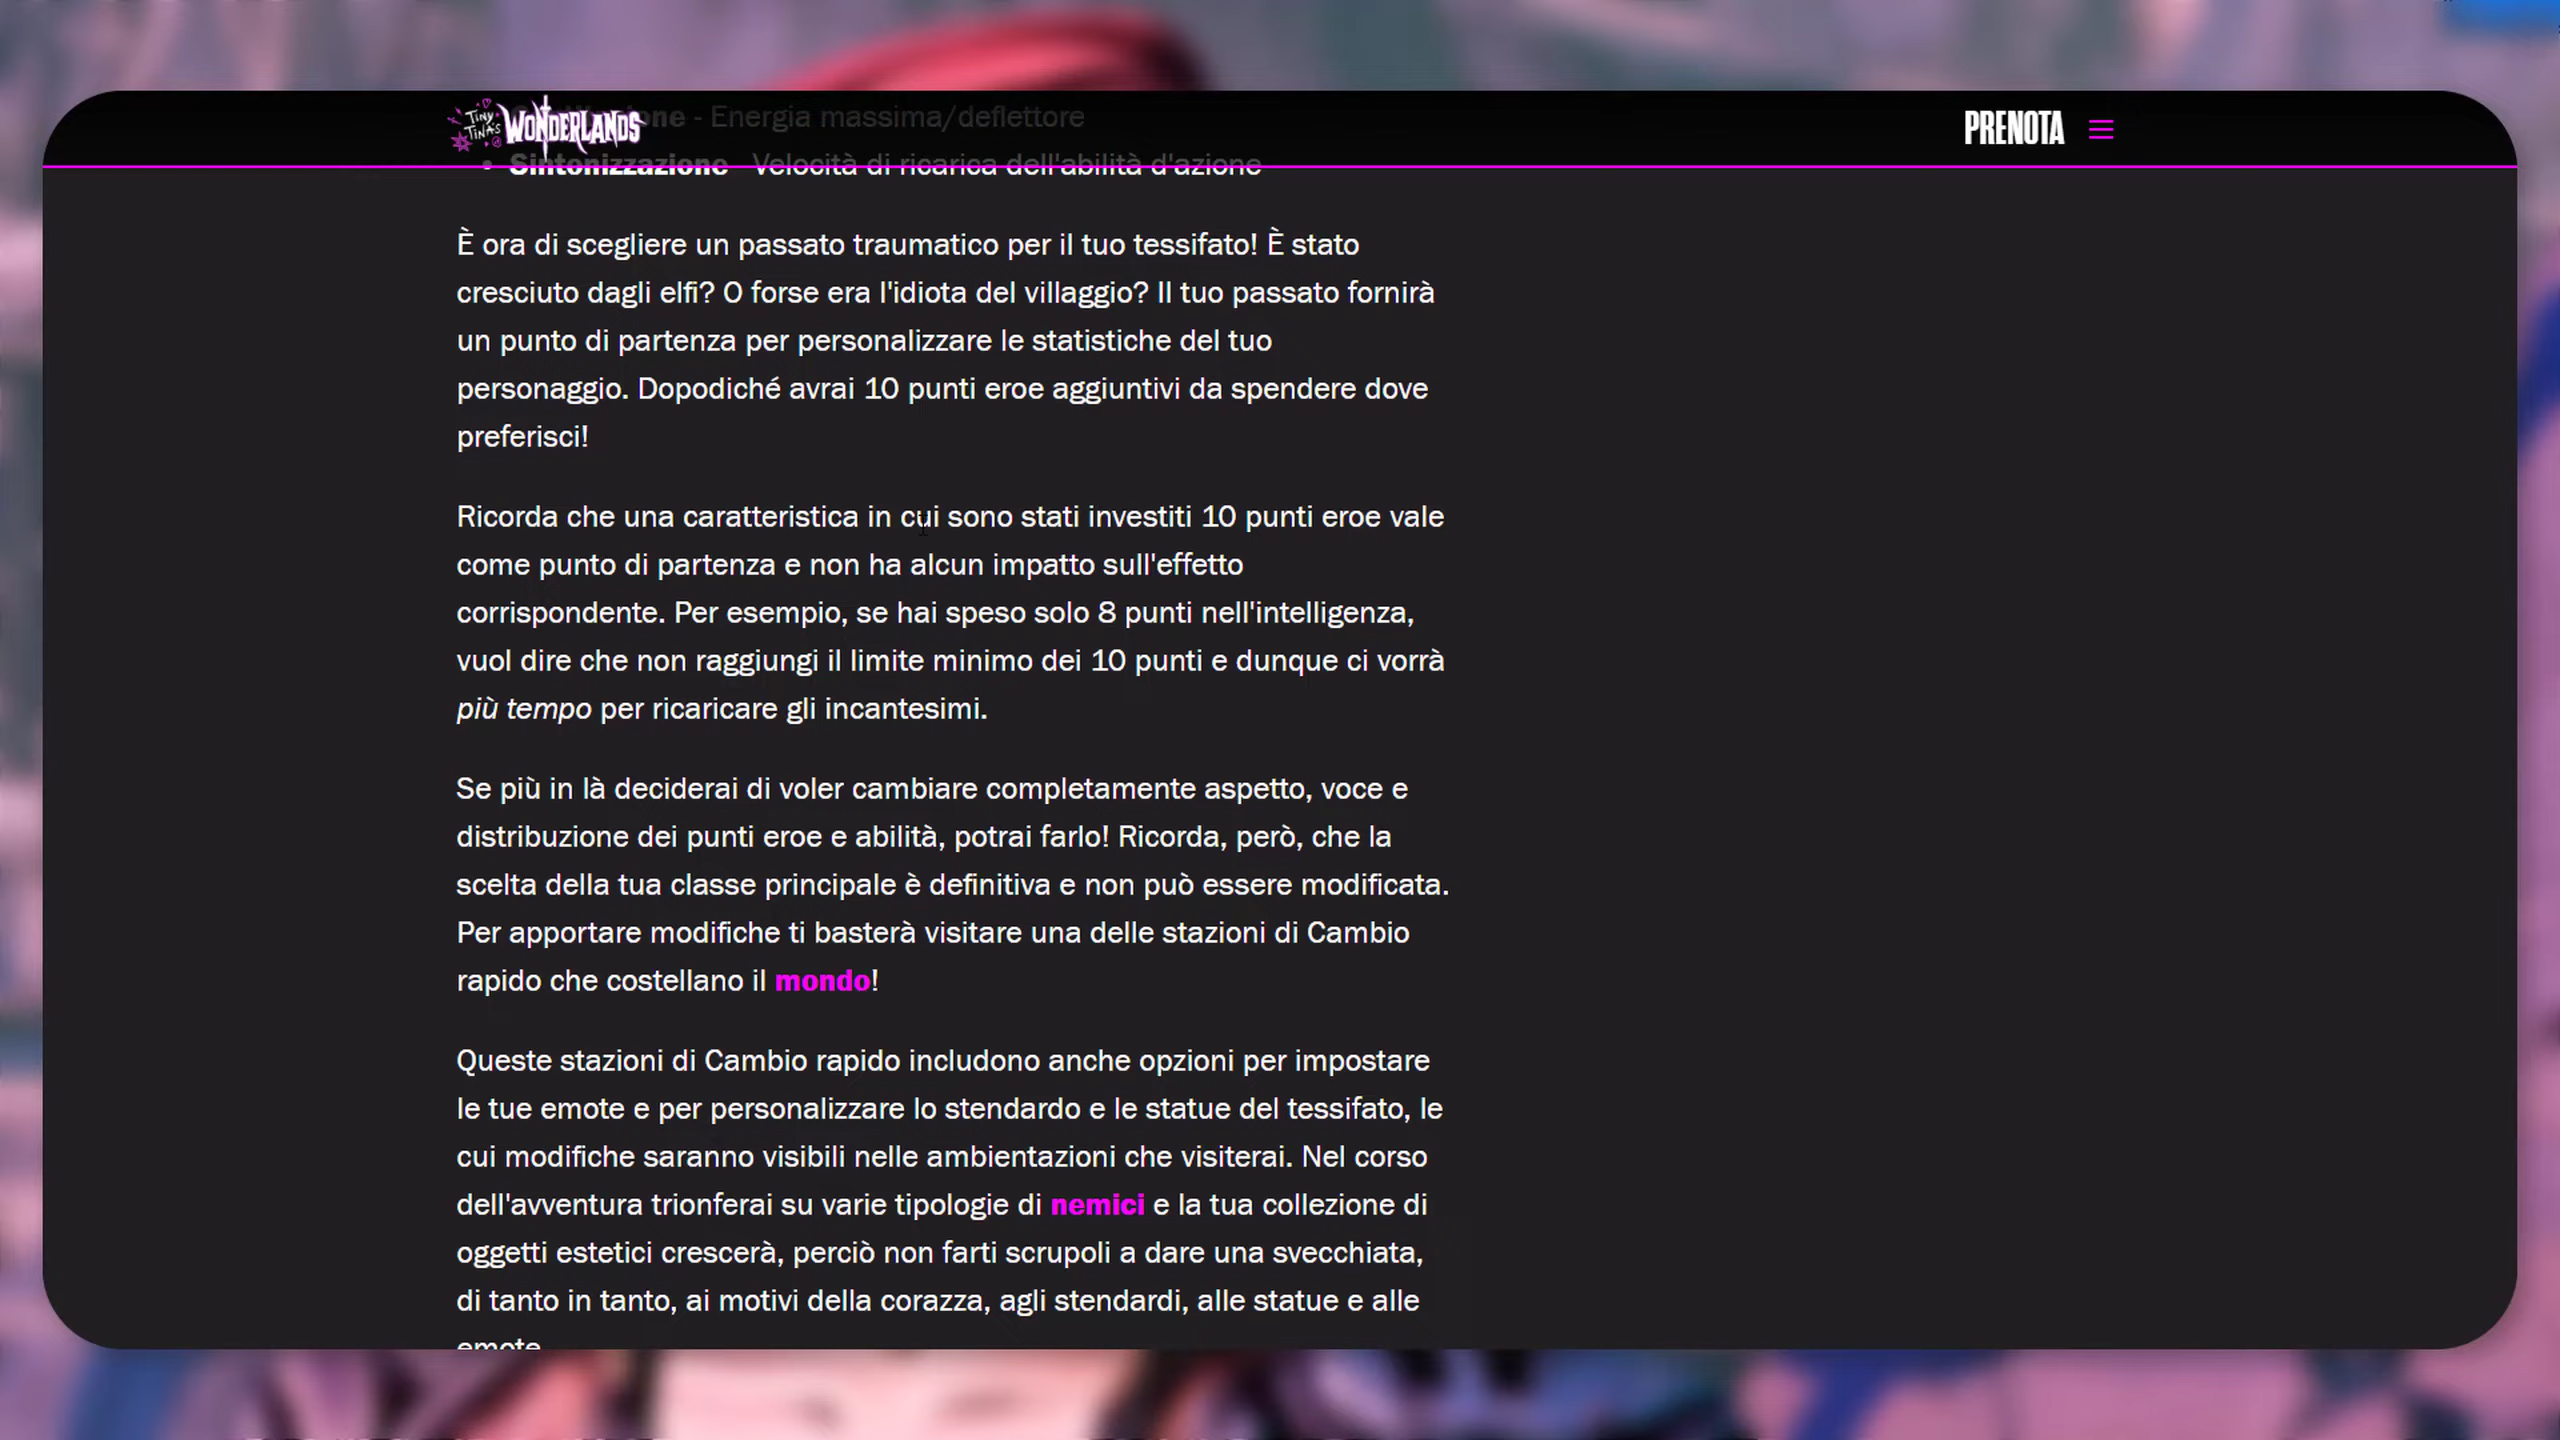 - Energia massima/deflettore
TINY TINA'S WONDERLANDS
PRENOTA
• Sintonizzazione - Velocità di ricarica dell'abilità d'azione
È ora di scegliere un passato traumatico per il tuo tessifato! È stato
cresciuto dagli elfi? O forse era l'idiota del villaggio? Il tuo passato fornirà
un punto di partenza per personalizzare le statistiche del tuo
personaggio. Dopodiché avrai 10 punti eroe aggiuntivi da spendere dove
preferisci!
Ricorda che una caratteristica in cui sono stati investiti 10 punti eroe vale
come punto di partenza e non ha alcun impatto sull'effetto
corrispondente. Per esempio, se hai speso solo 8 punti nell'intelligenza,
vuol dire che non raggiungi il limite minimo dei 10 punti e dunque ci vorrà
più tempo per ricaricare gli incantesimi.
Se più in là deciderai di voler cambiare completamente aspetto, voce e
distribuzione dei punti eroe e abilità, potrai farlo! Ricorda, però, che la
scelta della tua classe principale è definitiva e non può essere modificata.
Per apportare modifiche ti basterà visitare una delle stazioni di Cambio
rapido che costellano il mondo!
Queste stazioni di Cambio rapido includono anche opzioni per impostare
le tue emote e per personalizzare lo stendardo e le statue del tessifato, le
cui modifiche saranno visibili nelle ambientazioni che visiterai. Nel corso
dell'avventura trionferai su varie tipologie di nemici e la tua collezione di
oggetti estetici crescerà, perciò non farti scrupoli a dare una svecchiata,
di tanto in tanto, ai motivi della corazza, agli stendardi, alle statue e alle
emote